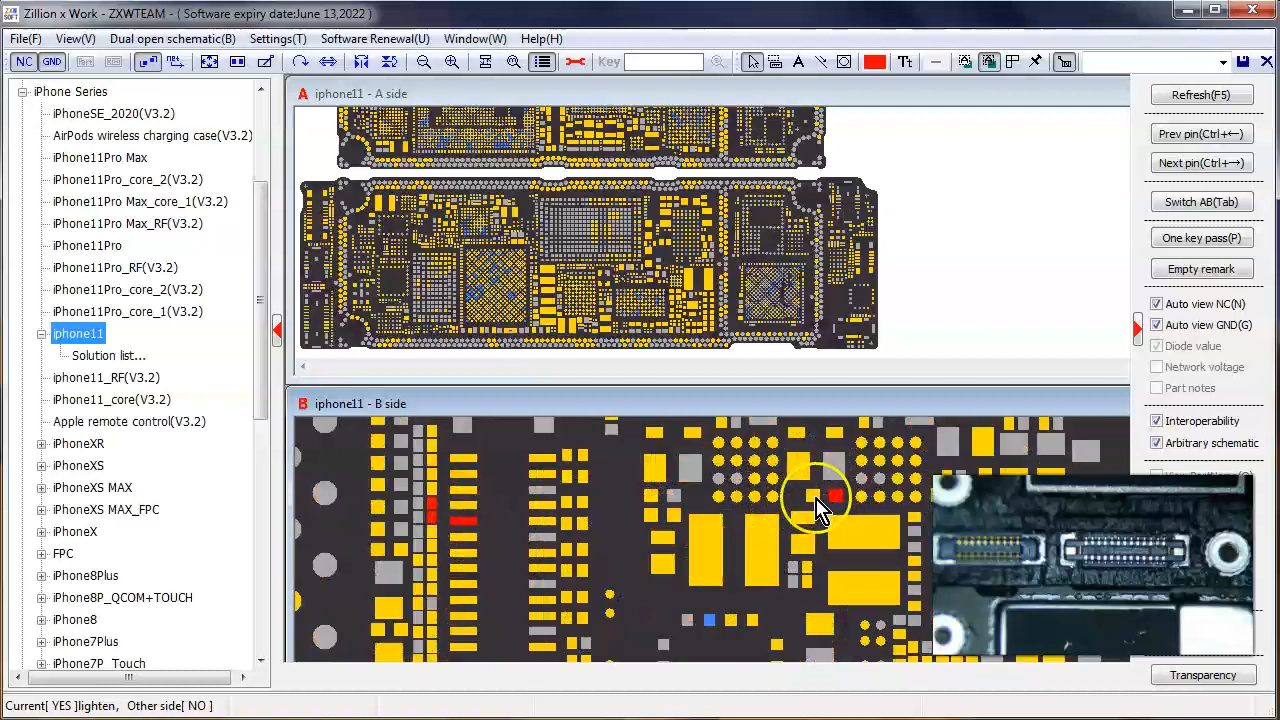 Zillion x Work - ZXWTEAM - ( Software expiry date:June 13,2022 )
File(F) View(V) Dual open schematic(B) Settings(T) Software Renewal(U) Window(W) Help(H)
NC GND Part Net Key A Tt
iPhone Series
iPhoneSE_2020(V3.2)
AirPods wireless charging case(V3.2)
iPhone11Pro Max
iPhone11Pro_core_2(V3.2)
iPhone11Pro Max_core_1(V3.2)
iPhone11Pro Max_RF(V3.2)
iPhone11Pro
iPhone11Pro_RF(V3.2)
iPhone11Pro_core_2(V3.2)
iPhone11Pro_core_1(V3.2)
iphone11
Solution list...
iphone11_RF(V3.2)
iPhone11_core(V3.2)
Apple remote control(V3.2)
iPhoneXR
iPhoneXS
iPhoneXS MAX
iPhoneXS MAX_FPC
iPhoneX
FPC
iPhone8Plus
iPhone8P_QCOM+TOUCH
iPhone8
iPhone7Plus
iPhone7P_Touch
A iphone11 - A side
B iphone11 - B side
Refresh(F5)
Prev pin(Ctrl+←)
Next pin(Ctrl+→)
Switch AB(Tab)
One key pass(P)
Empty remark
Auto view NC(N)
Auto view GND(G)
Diode value
Network voltage
Part notes
Interoperability
Arbitrary schematic
Transparency
Current[ YES ]lighten, Other side[ NO ]